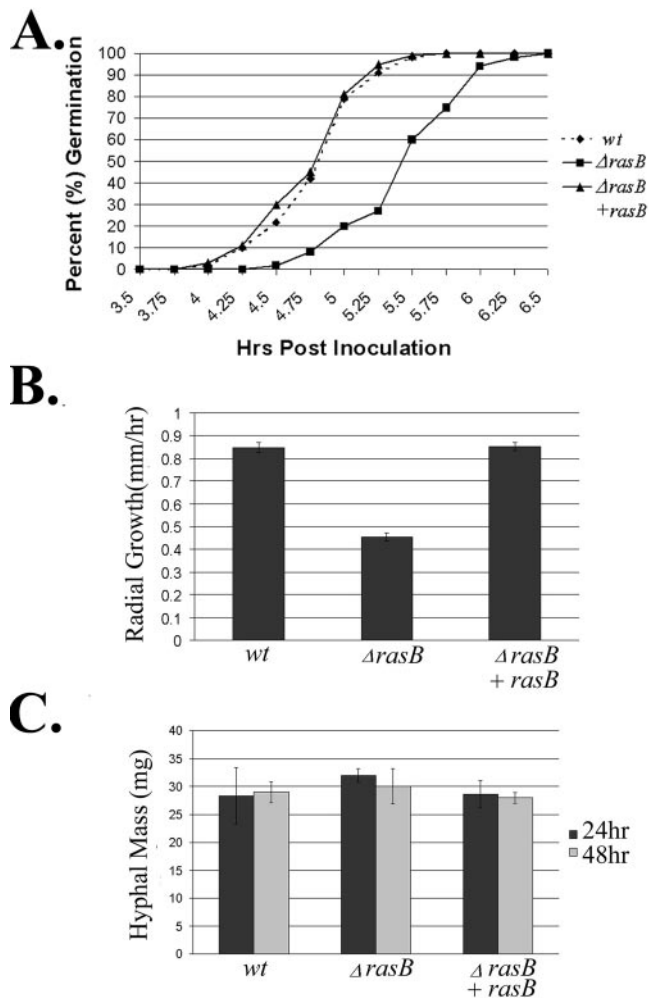 A.
100
90
80
70
60
50
40
30
20
10
0
Percent (%) Germination
3.5
3.75
4
4.25
4.5
4.75
5
5.25
5.5
5.75
6
6.25
6.5
Hrs Post Inoculation
wt
ΔrasB
ΔrasB
+rasB
B.
1
0.9
0.8
0.7
0.6
0.5
0.4
0.3
0.2
0.1
0
Radial Growth(mm/hr)
wt
ΔrasB
ΔrasB
+ rasB
C.
40
35
30
25
20
15
10
5
0
Hyphal Mass (mg)
wt
ΔrasB
Δ rasB
+ rasB
24hr
48hr